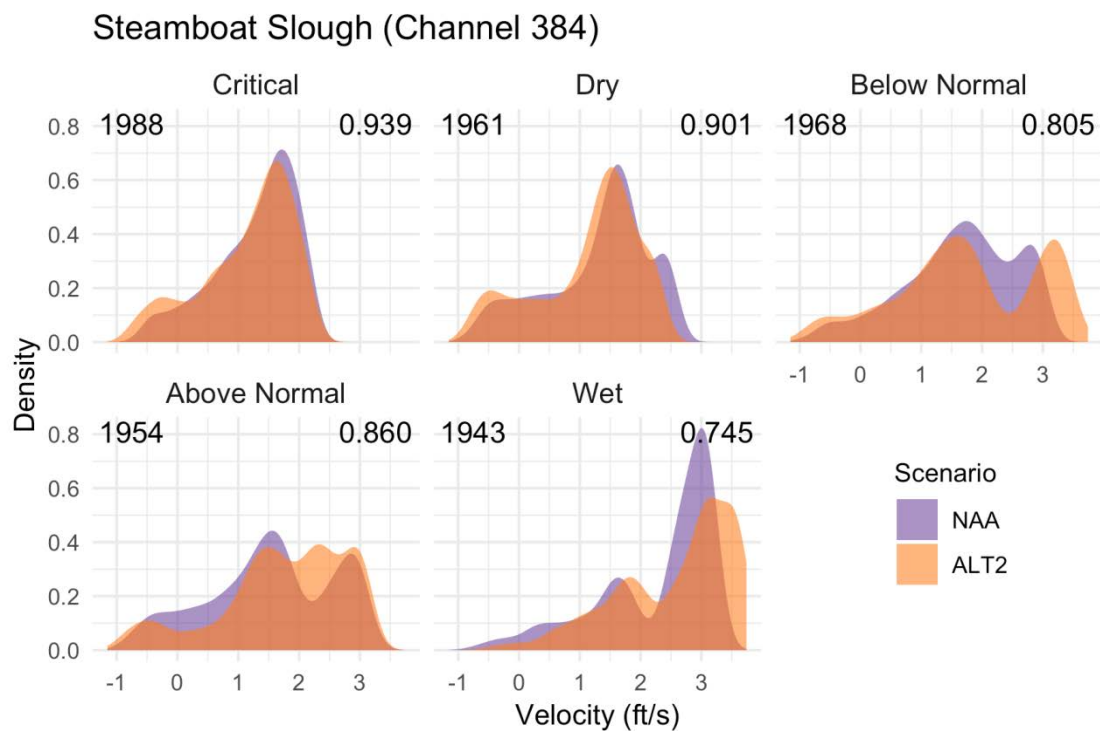 Steamboat Slough (Channel 384)
Critical
Dry
Below Normal
0.8
0.6
0.4
0.2
0.0
1988
0.939
1961
0.901
1968
0.805
-1 0 1 2 3
Density
Above Normal
Wet
0.8
0.6
0.4
0.2
0.0
1954
0.860
1943
0.745
-1 0 1 2 3
-1 0 1 2 3
Velocity (ft/s)
Scenario
NAA
ALT2